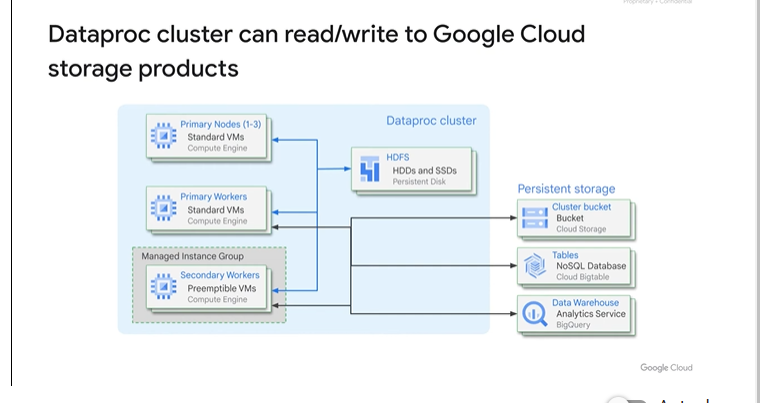 Proprietary + Confidential
Dataproc cluster can read/write to Google Cloud
storage products
Dataproc cluster
Primary Nodes (1-3)
Standard VMs
Compute Engine
HDFS
HDDs and SSDs
Persistent Disk
Primary Workers
Standard VMs
Compute Engine
Managed Instance Group
Secondary Workers
Preemptible VMs
Compute Engine
Persistent storage
Cluster bucket
Bucket
Cloud Storage
Tables
NoSQL Database
Cloud Bigtable
Data Warehouse
Analytics Service
BigQuery
Google Cloud